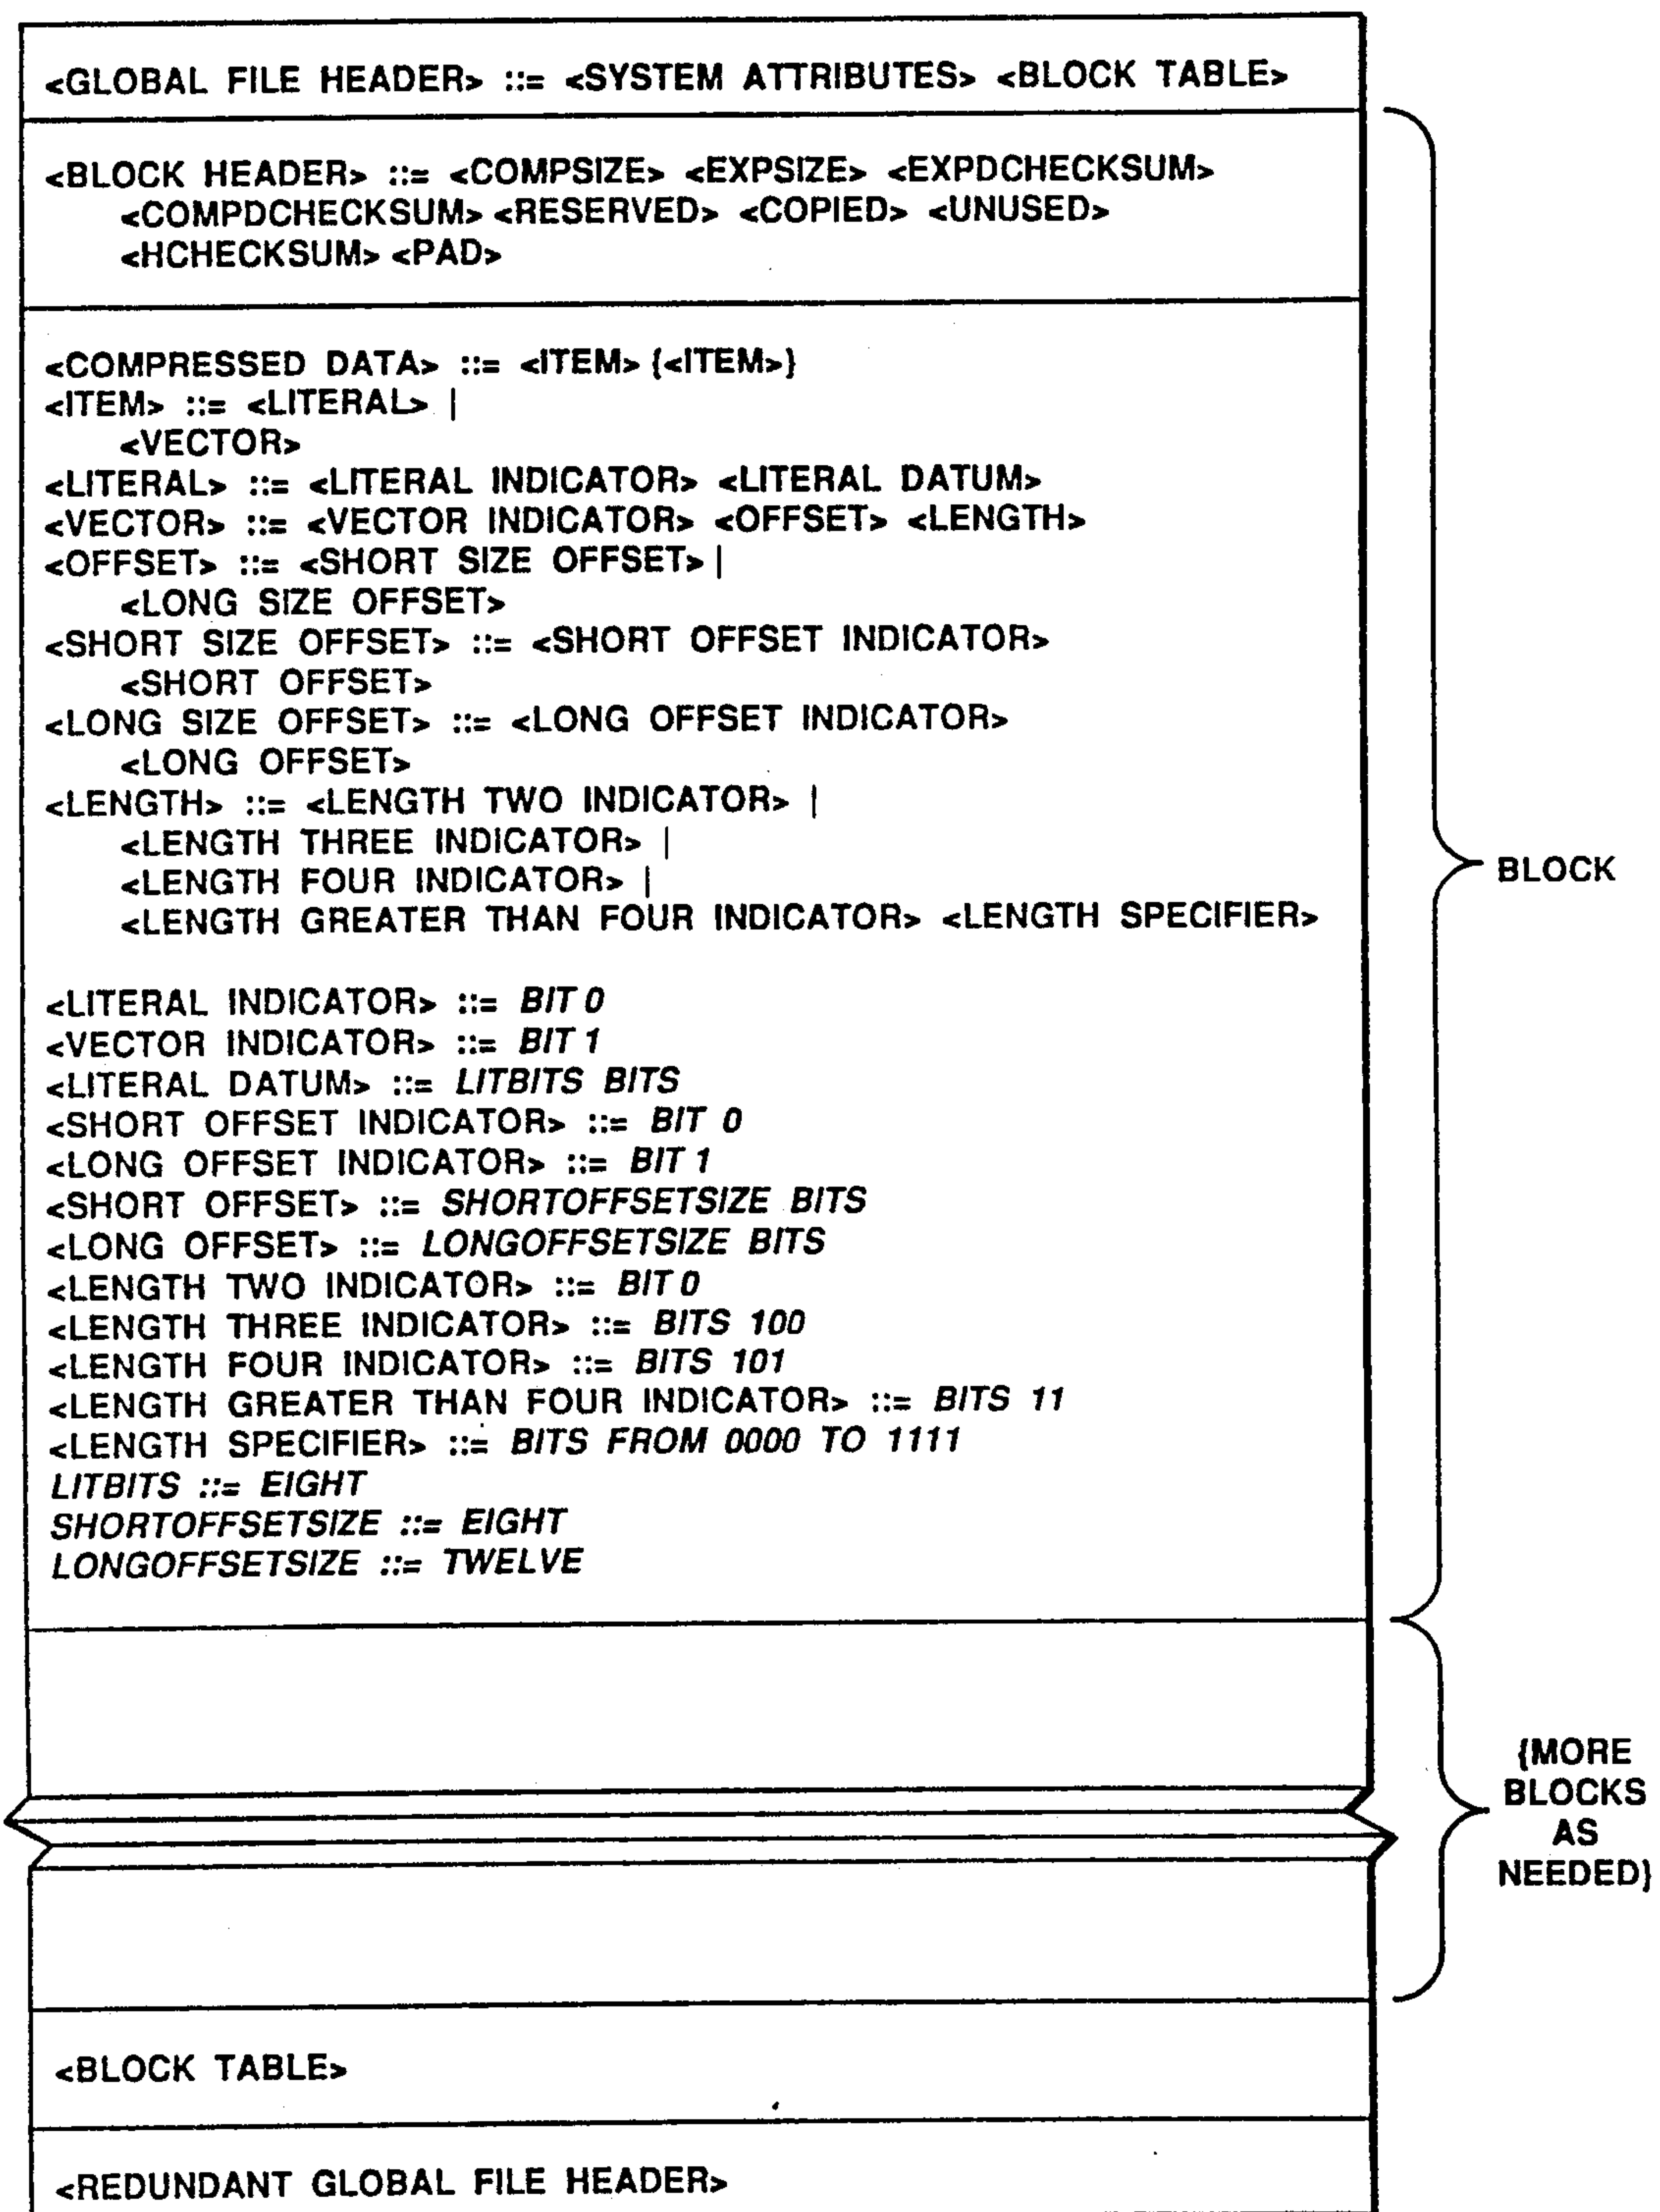 <GLOBAL FILE HEADER> ::= <SYSTEM ATTRIBUTES> <BLOCK TABLE>
<BLOCK HEADER> ::= <COMPSIZE> <EXPSIZE> <EXPDCHECKSUM>
<COMPDCHECKSUM> <RESERVED> <COPIED> <UNUSED>
<HCHECKSUM> <PAD>
<COMPRESSED DATA> ::= <ITEM> {<ITEM>}
<ITEM> ::= <LITERAL> |
<VECTOR>
<LITERAL> ::= <LITERAL INDICATOR> <LITERAL DATUM>
<VECTOR> ::= <VECTOR INDICATOR> <OFFSET> <LENGTH>
<OFFSET> ::= <SHORT SIZE OFFSET> |
<LONG SIZE OFFSET>
<SHORT SIZE OFFSET> ::= <SHORT OFFSET INDICATOR>
<SHORT OFFSET>
<LONG SIZE OFFSET> ::= <LONG OFFSET INDICATOR>
<LONG OFFSET>
<LENGTH> ::= <LENGTH TWO INDICATOR> |
<LENGTH THREE INDICATOR> |
<LENGTH FOUR INDICATOR> |
<LENGTH GREATER THAN FOUR INDICATOR> <LENGTH SPECIFIER>
<LITERAL INDICATOR> ::= BIT 0
<VECTOR INDICATOR> ::= BIT 1
<LITERAL DATUM> ::= LITBITS BITS
<SHORT OFFSET INDICATOR> ::= BIT 0
<LONG OFFSET INDICATOR> ::= BIT 1
<SHORT OFFSET> ::= SHORTOFFSETSIZE BITS
<LONG OFFSET> ::= LONGOFFSETSIZE BITS
<LENGTH TWO INDICATOR> ::= BIT 0
<LENGTH THREE INDICATOR> ::= BITS 100
<LENGTH FOUR INDICATOR> ::= BITS 101
<LENGTH GREATER THAN FOUR INDICATOR> ::= BITS 11
<LENGTH SPECIFIER> ::= BITS FROM 0000 TO 1111
LITBITS ::= EIGHT
SHORTOFFSETSIZE ::= EIGHT
LONGOFFSETSIZE ::= TWELVE
BLOCK
{MORE
BLOCKS
AS
NEEDED}
<BLOCK TABLE>
<REDUNDANT GLOBAL FILE HEADER>